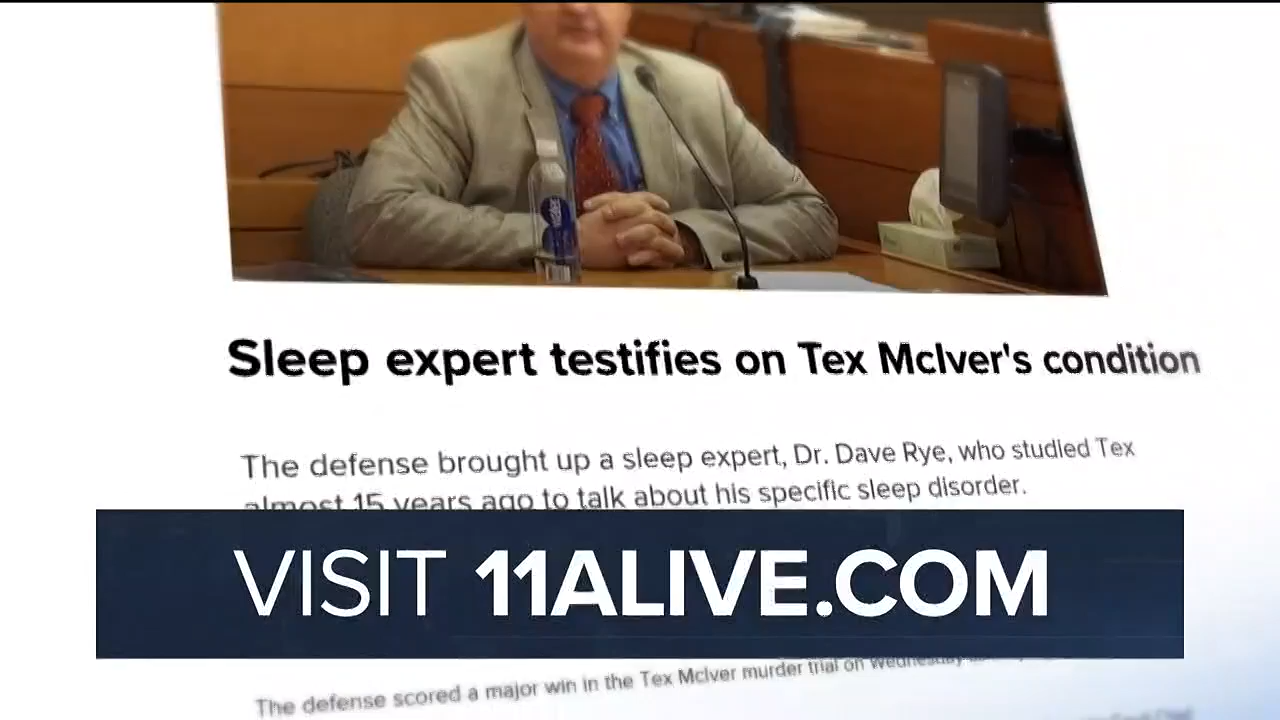 Sleep expert testifies on Tex McIver's condition
The defense brought up a sleep expert, Dr. Dave Rye, who studied Tex
almost 15 years ago to talk about his specific sleep disorder.
VISIT 11ALIVE.COM
The defense scored a major win in the Tex McIver murder trial on Wednesday